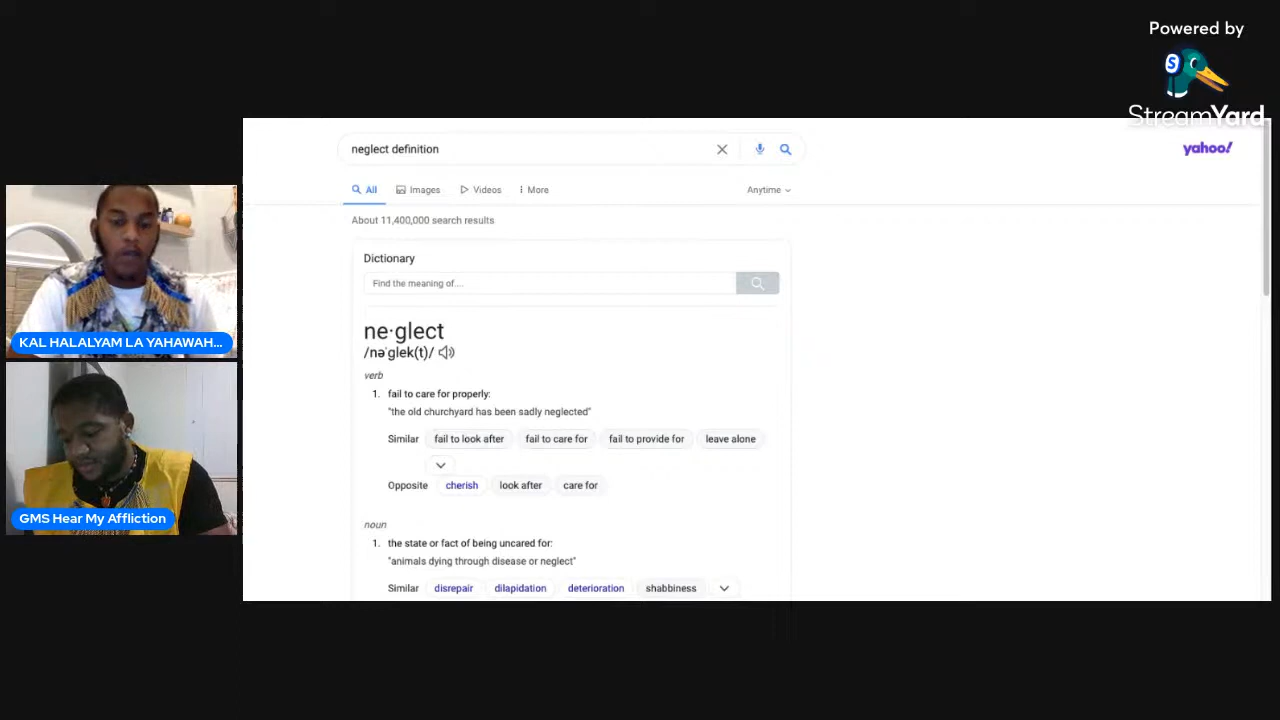 Powered by
S
StreamYard
neglect definition
yahoo!
All Images Videos More Anytime
About 11,400,000 search results
Dictionary
Find the meaning of....
ne·glect
/nəˈglek(t)/
verb
1. fail to care for properly:
"the old churchyard has been sadly neglected"
Similar fail to look after fail to care for fail to provide for leave alone
Opposite cherish look after care for
noun
1. the state or fact of being uncared for:
"animals dying through disease or neglect"
Similar disrepair dilapidation deterioration shabbiness
KAL HALALYAM LA YAHAWAH...
GMS Hear My Affliction